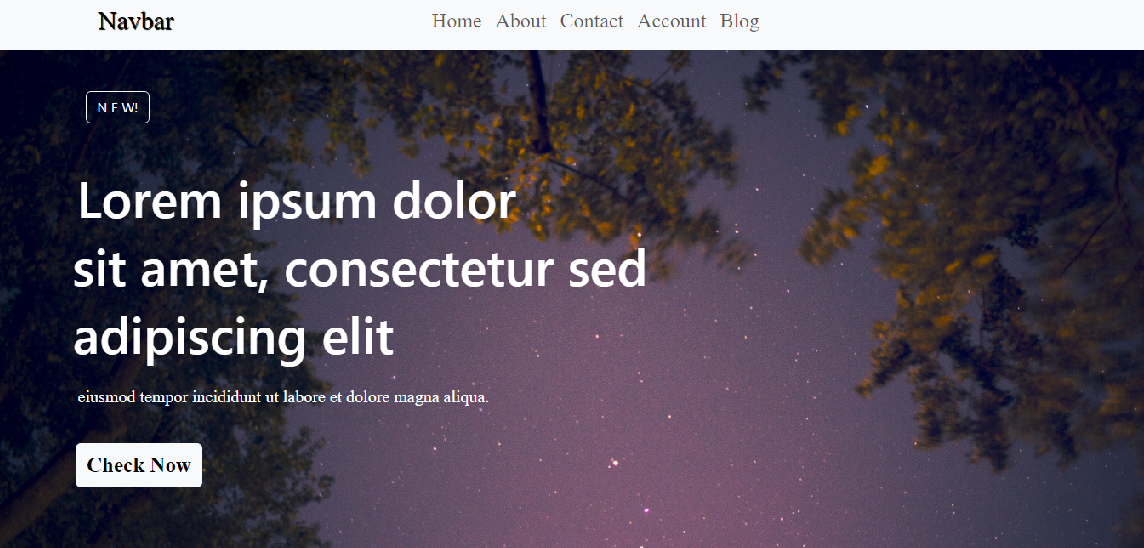 Navbar Home About Contact Account Blog
NEW!
Lorem ipsum dolor
sit amet, consectetur sed
adipiscing elit
eiusmod tempor incididunt ut labore et dolore magna aliqua.
Check Now